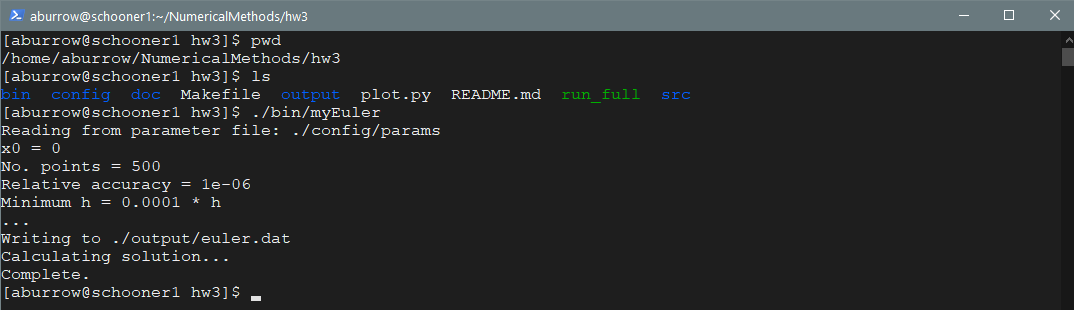 aburrow@schooner1:~/NumericalMethods/hw3
[aburrow@schooner1 hw3]$ pwd
/home/aburrow/NumericalMethods/hw3
[aburrow@schooner1 hw3]$ ls
bin config doc Makefile output plot.py README.md run_full src
[aburrow@schooner1 hw3]$ ./bin/myEuler
Reading from parameter file: ./config/params
x0 = 0
No. points = 500
Relative accuracy = 1e-06
Minimum h = 0.0001 * h
...
Writing to ./output/euler.dat
Calculating solution...
Complete.
[aburrow@schooner1 hw3]$